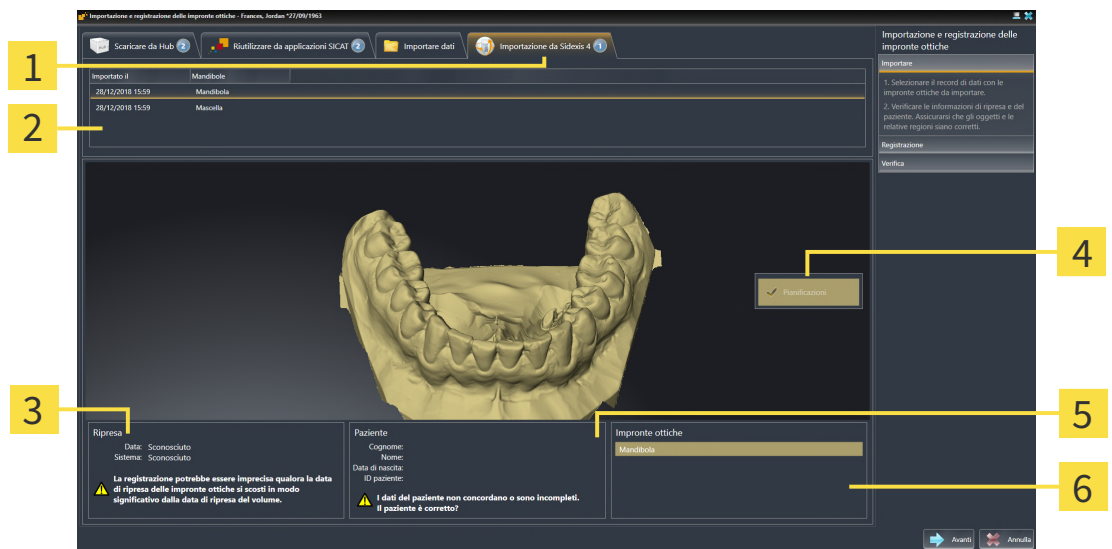 Importazione e registrazione delle impronte ottiche - Frances, Jordan *27/09/1963
Scaricare da Hub 2
Riutilizzare da applicazioni SICAT 2
Importare dati
Importazione da Sidexis 4 1
1
Importato il Mandibole
28/12/2018 15:59 Mandibola
28/12/2018 15:59 Mascella
2
Importazione e registrazione delle
impronte ottiche
Importare
1. Selezionare il record di dati con le
impronte ottiche da importare.
2. Verificare le informazioni di ripresa e del
paziente. Assicurarsi che gli oggetti e le
relative regioni siano corretti.
Registrazione
Verifica
4
Pianificazioni
3
Ripresa
Data: Sconosciuto
Sistema: Sconosciuto
La registrazione potrebbe essere imprecisa qualora la data
di ripresa delle impronte ottiche si scosti in modo
significativo dalla data di ripresa del volume.
Paziente
Cognome:
Nome:
Data di nascita:
ID paziente:
I dati del paziente non concordano o sono incompleti.
Il paziente è corretto?
5
Impronte ottiche
Mandibola
6
Avanti
Annulla